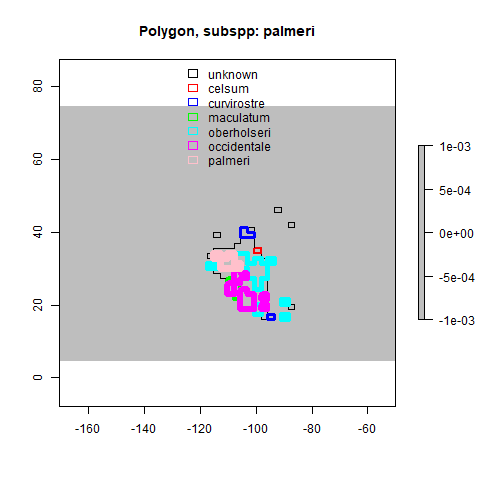 Polygon, subspp: palmeri
unknown
celsum
curvirostre
maculatum
oberholseri
occidentale
palmeri
80
60
40
20
0
-160
-140
-120
-100
-80
-60
1e-03
5e-04
0e+00
-5e-04
-1e-03